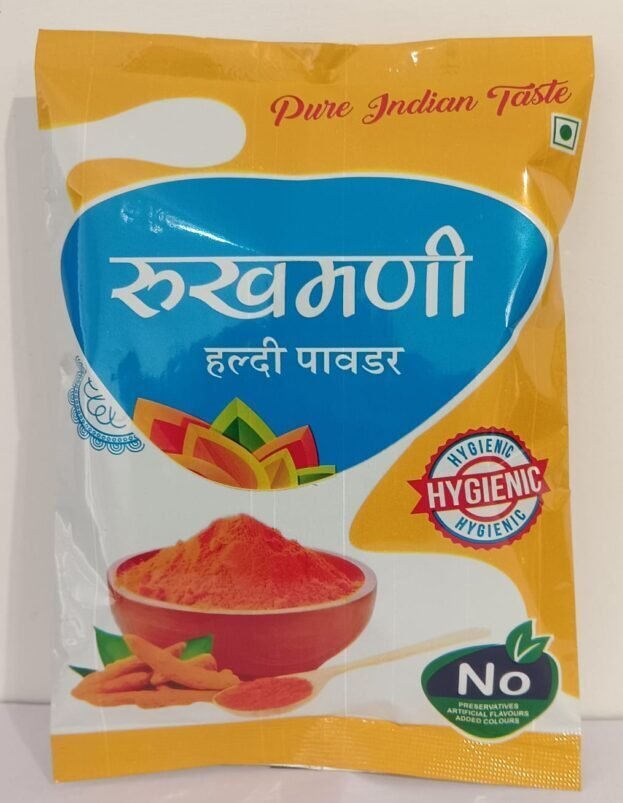 Pure Indian Taste
रुखमणी
हल्दी पावडर
HYGIENIC
HYGIENIC
HYGIENIC
No
PRESERVATIVES
ARTIFICIAL FLAVOURS
ADDED COLOURS